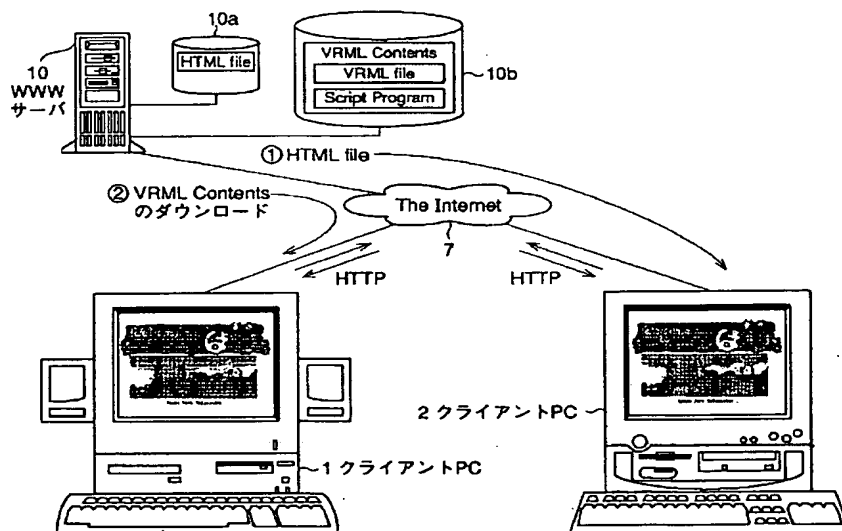 10a
10
WWW
サーバ
HTML file
VRML Contents
VRML file
Script Program
10b
① HTML file
② VRML Contents
のダウンロード
The Internet
7
HTTP
HTTP
2 クライアントPC
1 クライアントPC